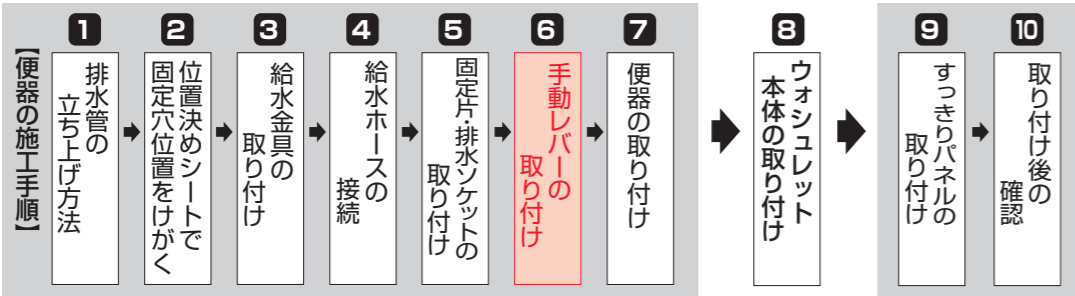 【便器の施工手順】
1
排水管の
立ち上げ方法
2
位置決めシートで
固定穴位置をけがく
3
給水金具の
取り付け
4
給水ホースの
接続
5
固定片・排水ソケットの
取り付け
6
手動レバーの
取り付け
7
便器の取り付け
8
ウォシュレット
本体の取り付け
9
すっきりパネルの
取り付け
10
取り付け後の
確認